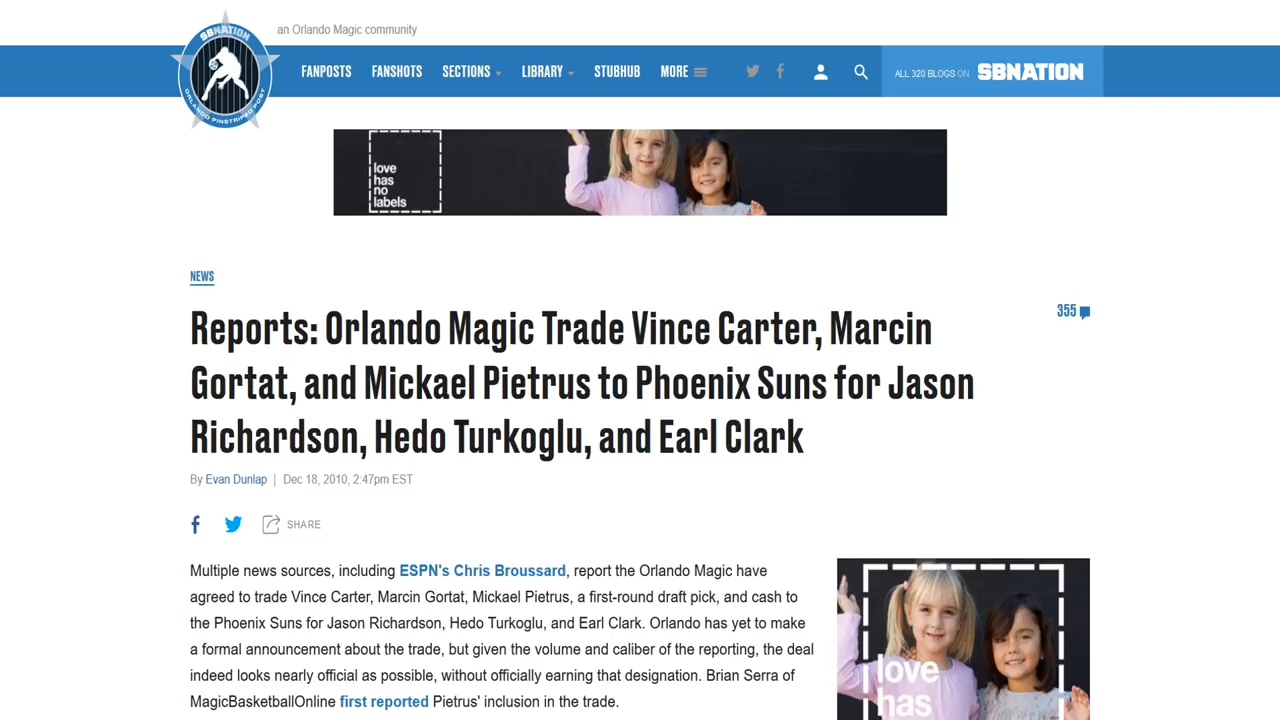 SBNATION
an Orlando Magic community
ORLANDO PINSTRIPED POST
FANPOSTS FANSHOTS SECTIONS LIBRARY STUBHUB MORE ALL 320 BLOGS ON SBNATION
love
has
no
labels
NEWS
Reports: Orlando Magic Trade Vince Carter, Marcin
Gortat, and Mickael Pietrus to Phoenix Suns for Jason
Richardson, Hedo Turkoglu, and Earl Clark
355
By Evan Dunlap | Dec 18, 2010, 2:47pm EST
SHARE
Multiple news sources, including ESPN's Chris Broussard, report the Orlando Magic have
agreed to trade Vince Carter, Marcin Gortat, Mickael Pietrus, a first-round draft pick, and cash to
the Phoenix Suns for Jason Richardson, Hedo Turkoglu, and Earl Clark. Orlando has yet to make
a formal announcement about the trade, but given the volume and caliber of the reporting, the deal
indeed looks nearly official as possible, without officially earning that designation. Brian Serra of
MagicBasketballOnline first reported Pietrus' inclusion in the trade.
love
has